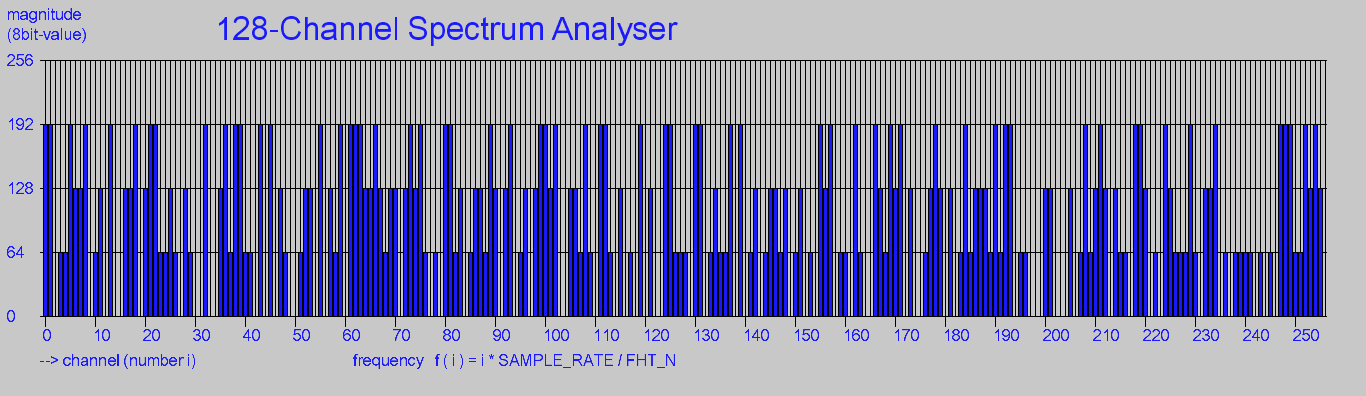 magnitude
(8bit-value)
128-Channel Spectrum Analyser
256
192
128
64
0
0 10 20 30 40 50 60 70 80 90 100 110 120 130 140 150 160 170 180 190 200 210 220 230 240 250
--> channel (number i)
frequency f ( i ) = i * SAMPLE_RATE / FHT_N